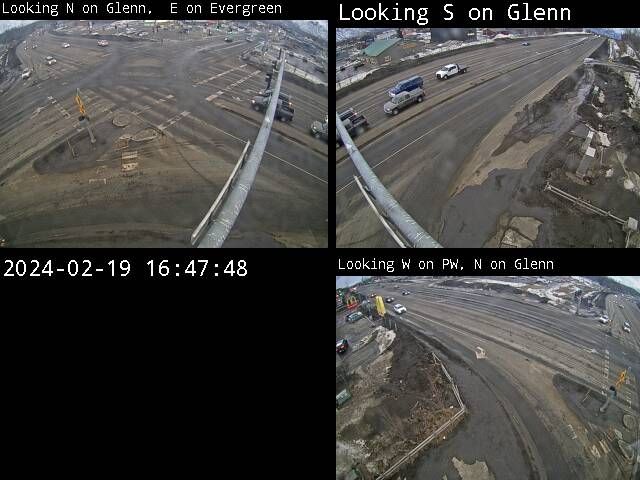 Looking N on Glenn,  E on Evergreen
Looking S on Glenn
2024-02-19 16:47:48
Looking W on PW, N on Glenn